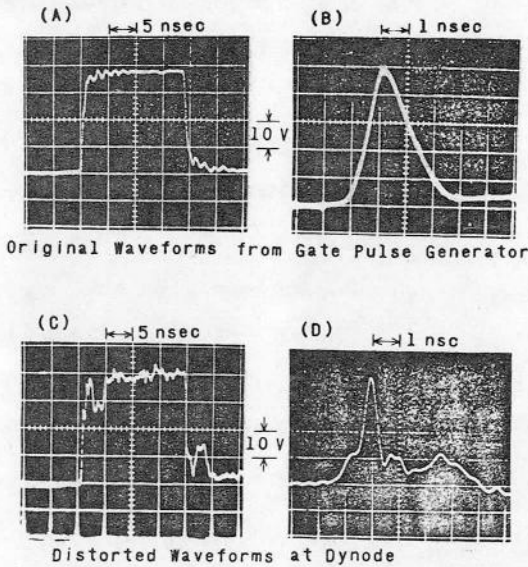 (A) 5 nsec (B) 1 nsec
10 V
Original Waveforms from Gate Pulse Generator
(C) 5 nsec (D) 1 nsc
10 V
Distorted Waveforms at Dynode